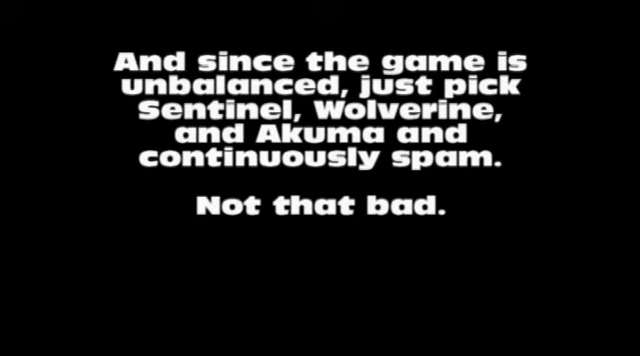 And since the game is
unbalanced, just pick
Sentinel, Wolverine,
and Akuma and
continuously spam.
Not that bad.